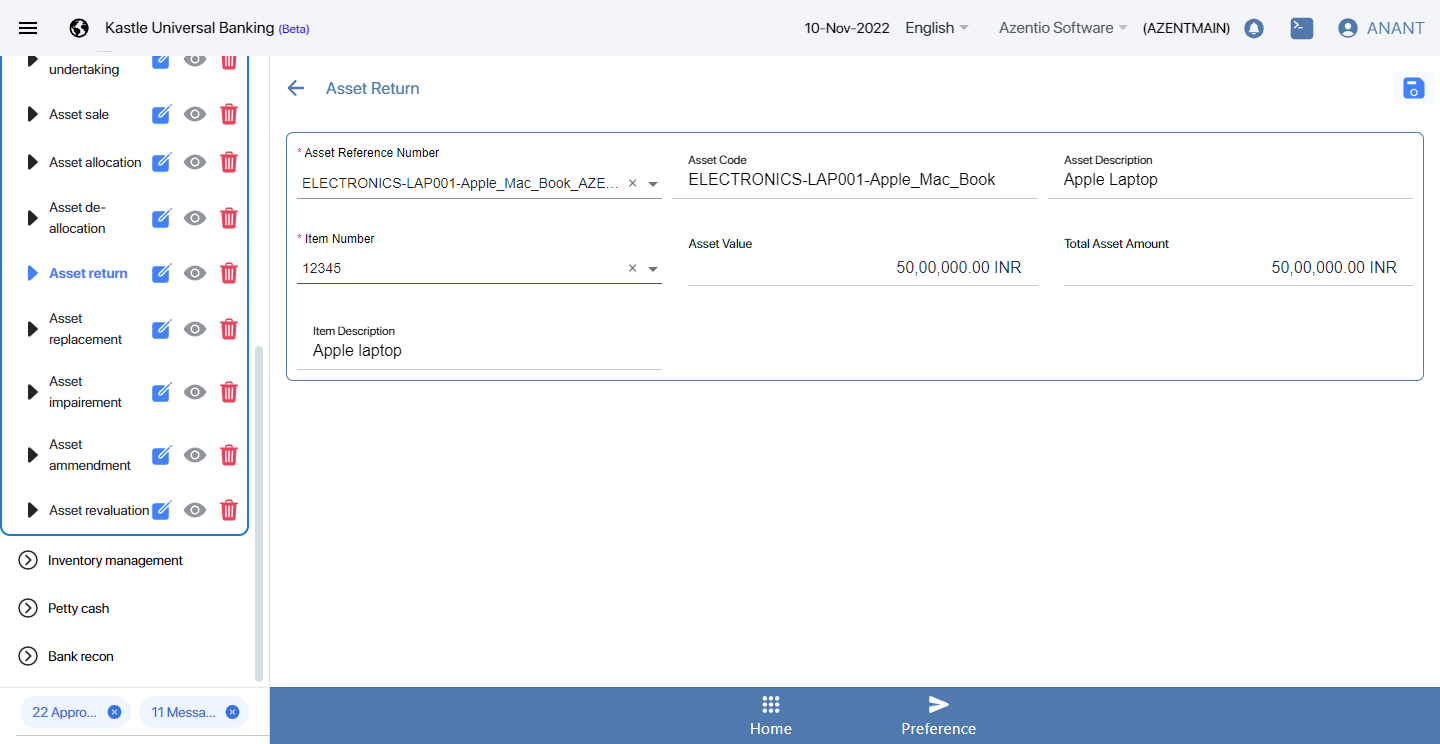 Kastle Universal Banking (Beta)
10-Nov-2022
English
Azentio Software
(AZENTMAIN)
ANANT
undertaking
Asset sale
Asset allocation
Asset de-
allocation
Asset return
Asset
replacement
Asset
impairement
Asset
ammendment
Asset revaluation
Inventory management
Petty cash
Bank recon
22 Appro...
11 Messa...
Asset Return
* Asset Reference Number
ELECTRONICS-LAP001-Apple_Mac_Book_AZE...
Asset Code
ELECTRONICS-LAP001-Apple_Mac_Book
Asset Description
Apple Laptop
* Item Number
12345
Asset Value
50,00,000.00 INR
Total Asset Amount
50,00,000.00 INR
Item Description
Apple laptop
Home
Preference